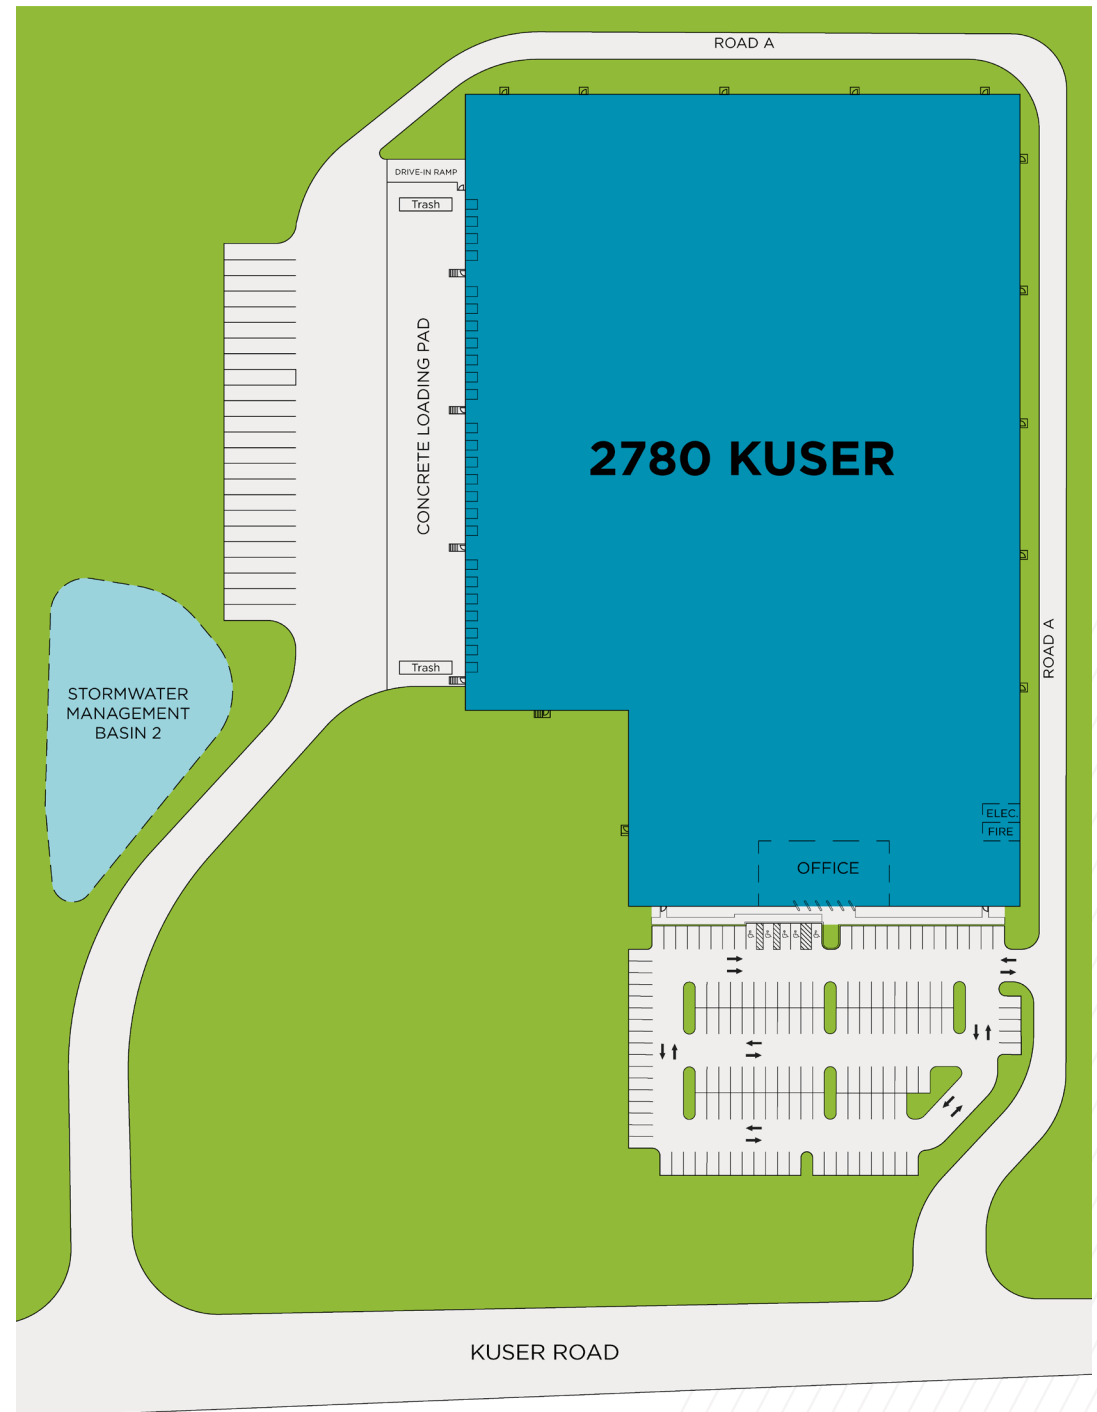 ROAD A
DRIVE-IN RAMP
Trash
CONCRETE LOADING PAD
2780 KUSER
ROAD A
Trash
STORMWATER
MANAGEMENT
BASIN 2
ELEC.
FIRE
OFFICE
KUSER ROAD